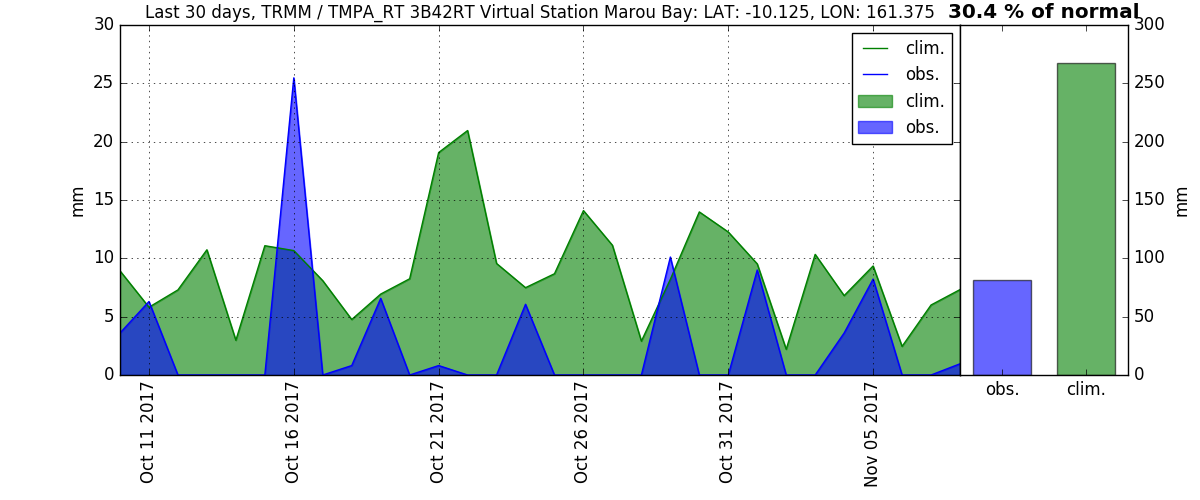 Last 30 days, TRMM / TMPA_RT 3B42RT Virtual Station Marou Bay: LAT: -10.125, LON: 161.375 30.4 % of normal
clim.
obs.
clim.
obs.
30
25
20
15
10
5
0
mm
300
250
200
150
100
50
0
mm
obs. clim.
Oct 11 2017
Oct 16 2017
Oct 21 2017
Oct 26 2017
Oct 31 2017
Nov 05 2017